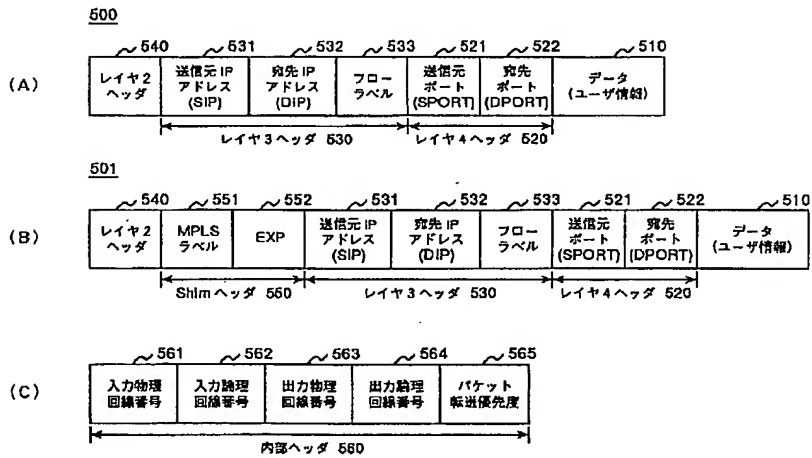 500
540 531 532 533 521 522 510
(A)
レイヤ2 ヘッダ 送信元 IP アドレス (SIP) 宛先 IP アドレス (DIP) フロー ラベル 送信元 ポート (SPORT) 宛先 ポート (DPORT) データ (ユーザ情報)
レイヤ3ヘッダ 530 レイヤ4ヘッダ 520
501
540 551 552 531 532 533 521 522 510
(B)
レイヤ2 ヘッダ MPLS ラベル EXP 送信元 IP アドレス (SIP) 宛先 IP アドレス (DIP) フロー ラベル 送信元 ポート (SPORT) 宛先 ポート (DPORT) データ (ユーザ情報)
Shimヘッダ 550 レイヤ3ヘッダ 530 レイヤ4ヘッダ 520
561 562 563 564 565
(C)
入力物理 回線番号 入力論理 回線番号 出力物理 回線番号 出力論理 回線番号 パケット 転送優先度
内部ヘッダ 560